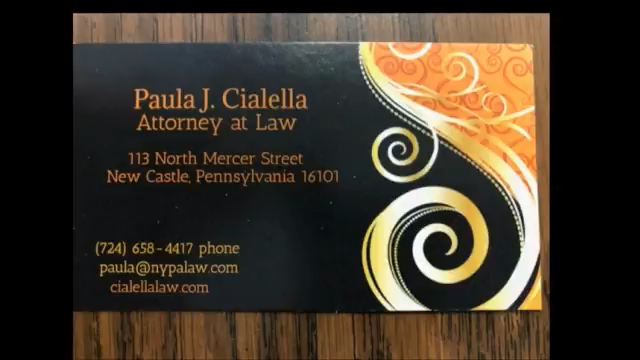 Paula J. Cialella
Attorney at Law
113 North Mercer Street
New Castle, Pennsylvania 16101
(724) 658-4417 phone
paula@nypalaw.com
cialellalaw.com